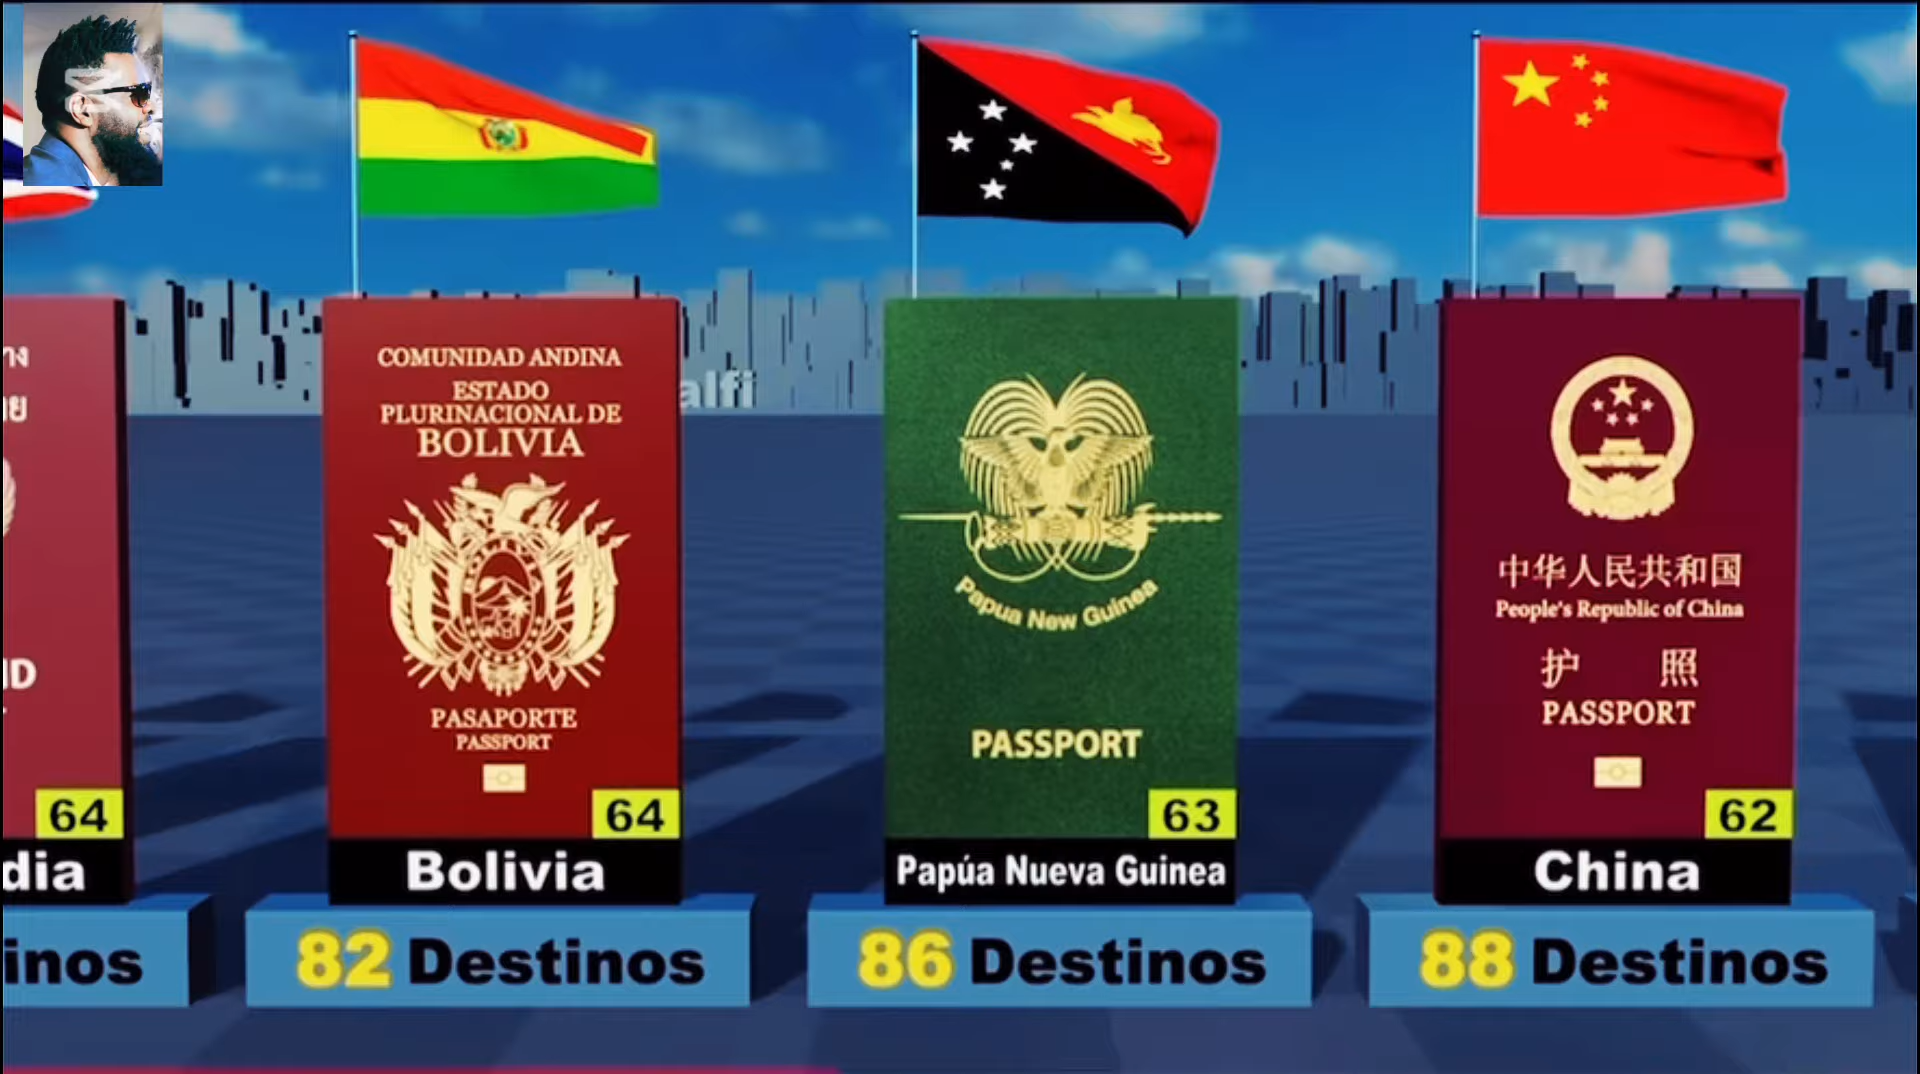 64
dia
inos
COMUNIDAD ANDINA
ESTADO
PLURINACIONAL DE
BOLIVIA
BOLIVIA
PASAPORTE
PASSPORT
64
Bolivia
82 Destinos
alfi
Papua New Guinea
PASSPORT
63
Papúa Nueva Guinea
86 Destinos
中华人民共和国
People's Republic of China
护 照
PASSPORT
62
China
88 Destinos